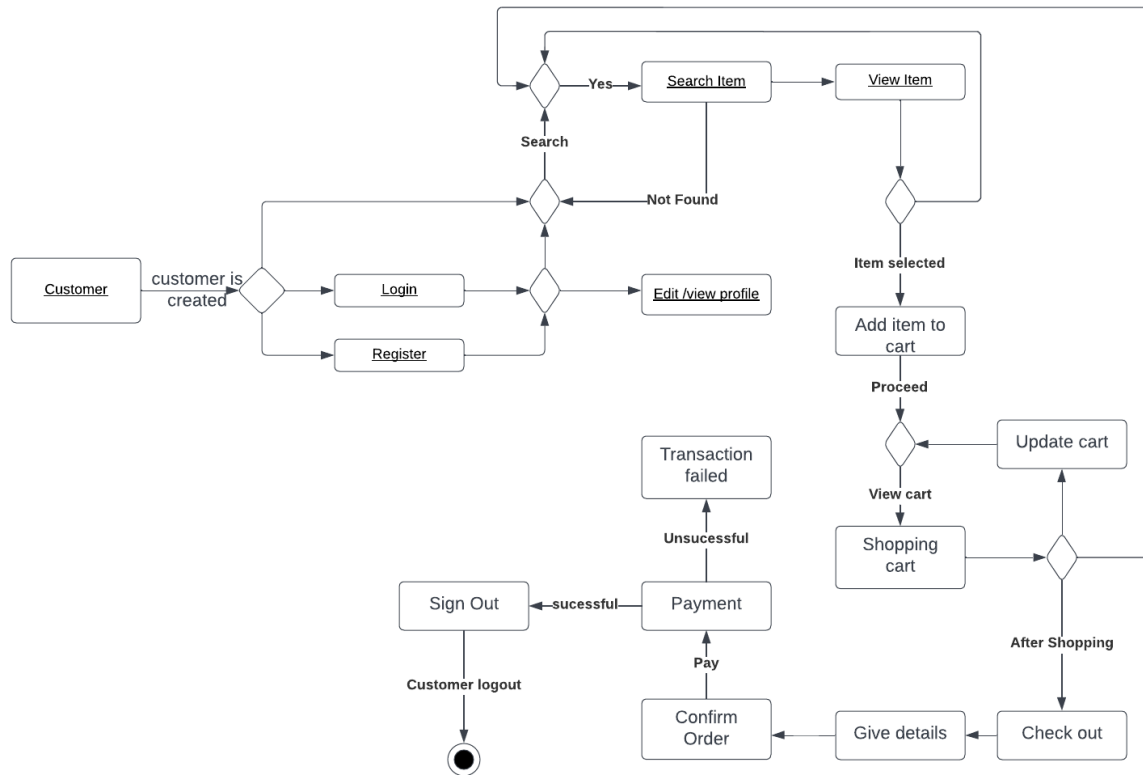 Yes
Search Item
View Item
Search
Not Found
Customer
customer is
created
Login
Edit /view profile
Register
Item selected
Add item to
cart
Proceed
Update cart
View cart
Shopping
cart
Transaction
failed
Unsucessful
Sign Out
sucessful
Payment
After Shopping
Pay
Customer logout
Confirm
Order
Give details
Check out